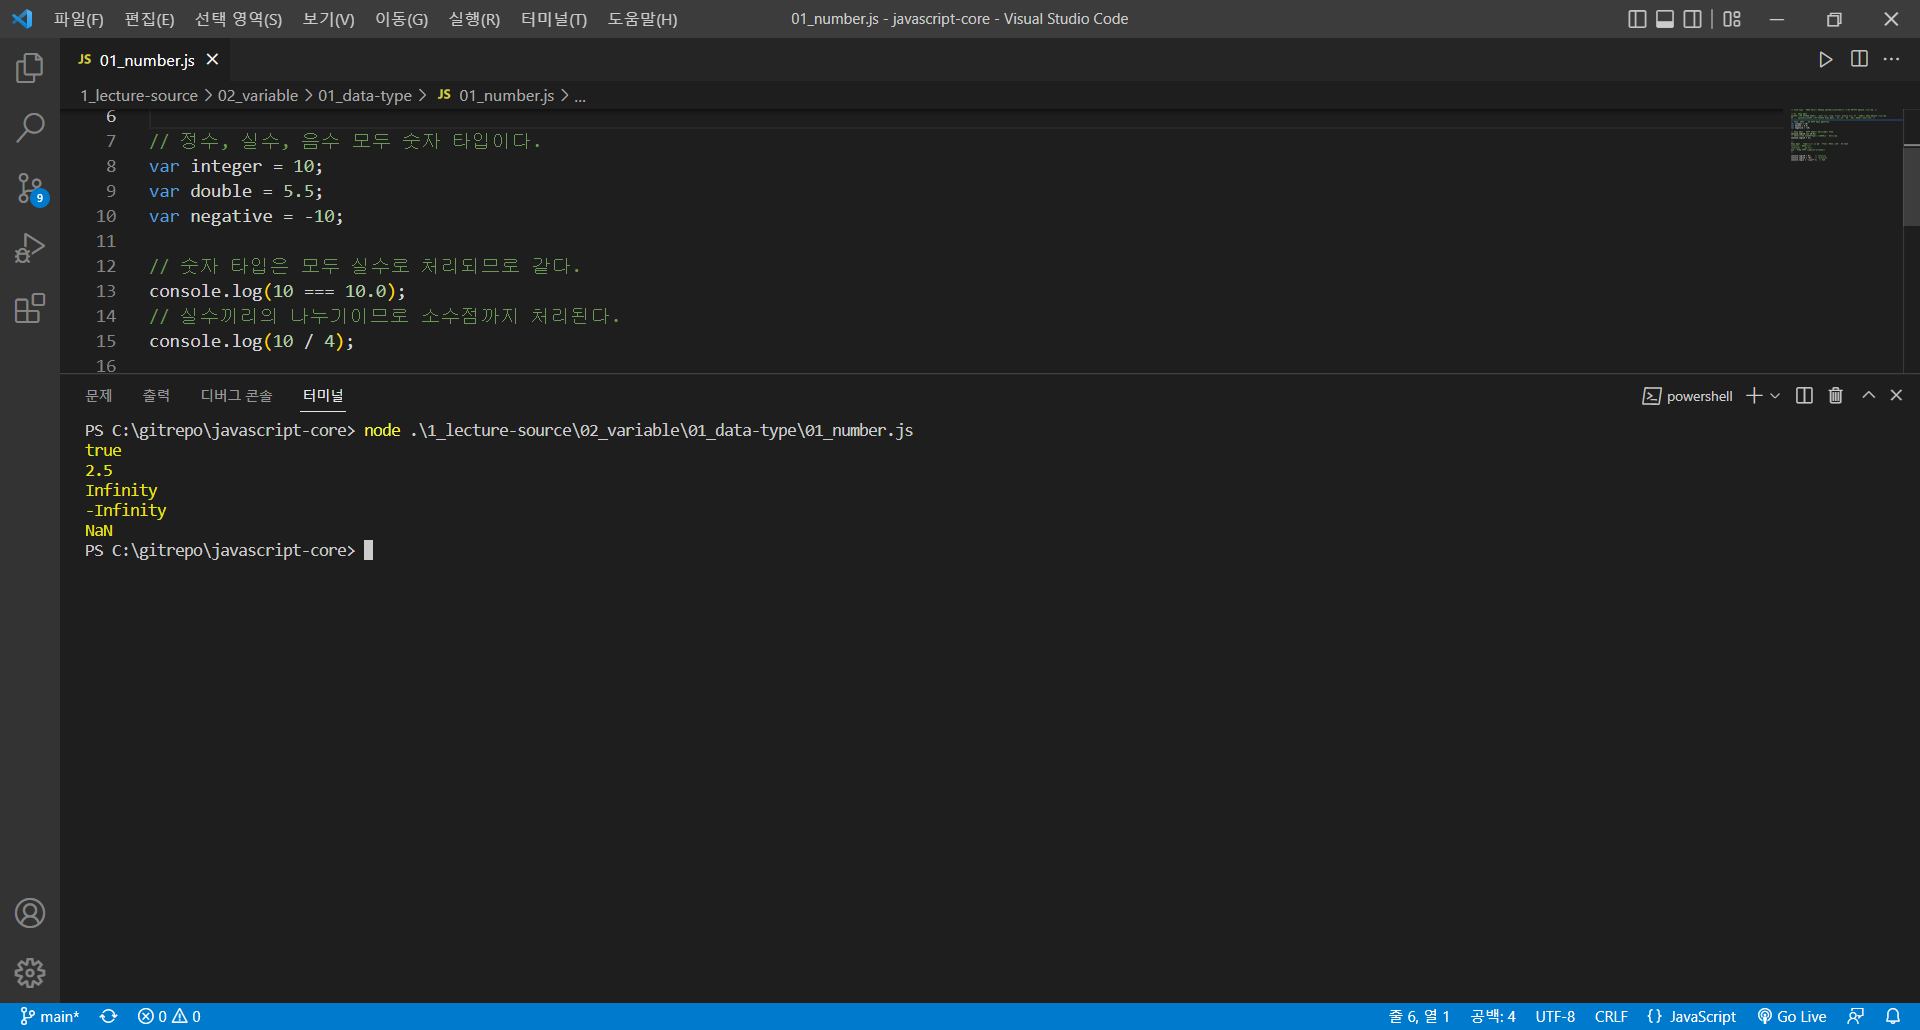 파일(F) 편집(E) 선택 영역(S) 보기(V) 이동(G) 실행(R) 터미널(T) 도움말(H) 01_number.js - javascript-core - Visual Studio Code
JS 01_number.js
1_lecture-source > 02_variable > 01_data-type > JS 01_number.js > ...
6
7 // 정수, 실수, 음수 모두 숫자 타입이다.
8 var integer = 10;
9 var double = 5.5;
10 var negative = -10;
11
12 // 숫자 타입은 모두 실수로 처리되므로 같다.
13 console.log(10 === 10.0);
14 // 실수끼리의 나누기이므로 소수점까지 처리된다.
15 console.log(10 / 4);
16
9
문제 출력 디버그 콘솔 터미널 powershell
PS C:\gitrepo\javascript-core> node .\1_lecture-source\02_variable\01_data-type\01_number.js
true
2.5
Infinity
-Infinity
NaN
PS C:\gitrepo\javascript-core>
main* 0 0 줄 6, 열 1 공백: 4 UTF-8 CRLF {} JavaScript Go Live